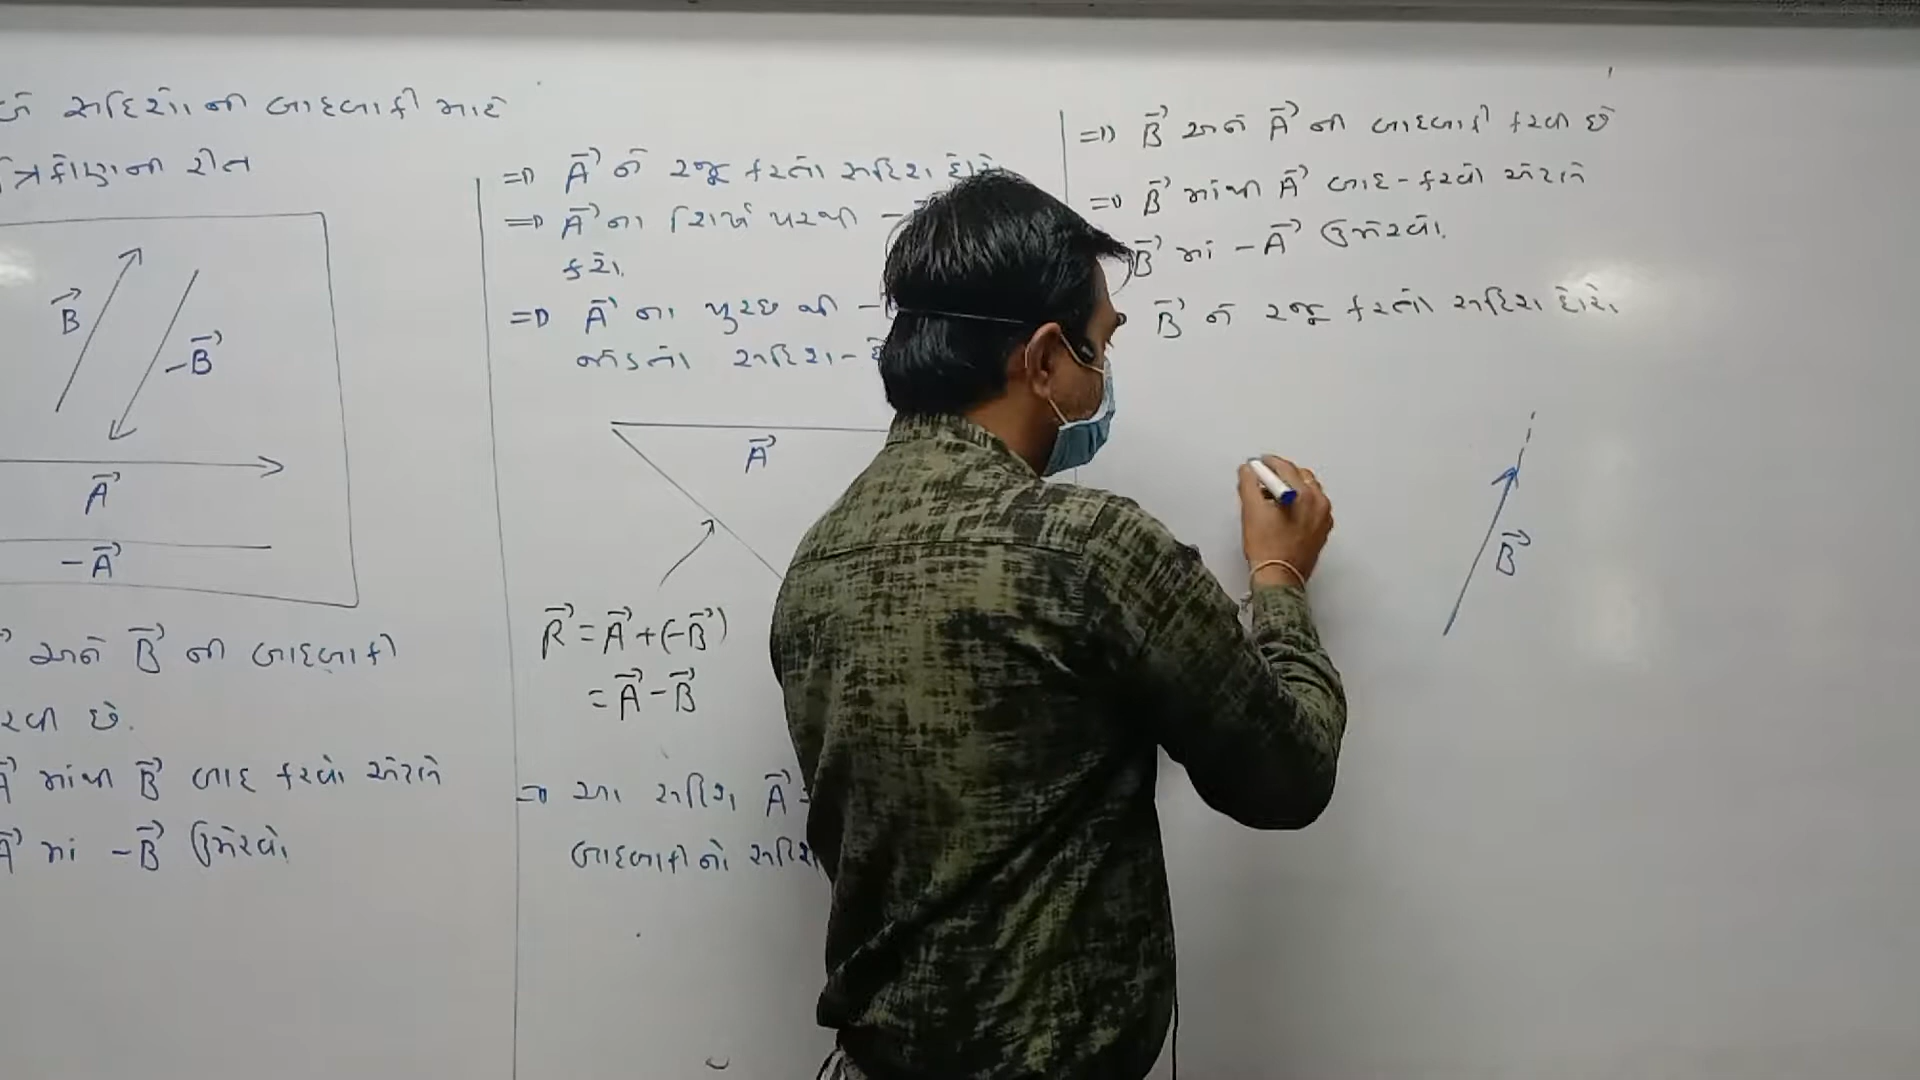 સદિશોની બાદબાકી માટે
ત્રિકોણની રીત
B⃗
-B⃗
A⃗
-A⃗
અને B⃗ ની બાદબાકી
કરવી છે.
A⃗ માંથી B⃗ બાદ કરવો એટલે
A⃗ માં -B⃗ ઉમેરવો
=D A⃗ ને રજૂ કરતો સદિશ દોરો
=D A⃗ ના શિર્ષ પરથી -
કરો.
=D A⃗ ના પુચ્છ થી -
જોડતો સદિશ-
A⃗
R⃗ = A⃗ + (-B⃗)
= A⃗ - B⃗
=D આ સદિશ A⃗
બાદબાકીનો સદિશ
=D B⃗ અને A⃗ ની બાદબાકી કરવી છે
=D B⃗ માંથી A⃗ બાદ-કરવો એટલે
B⃗ માં -A⃗ ઉમેરવો.
B⃗ ને રજૂ કરતો સદિશ દોરો.
B⃗